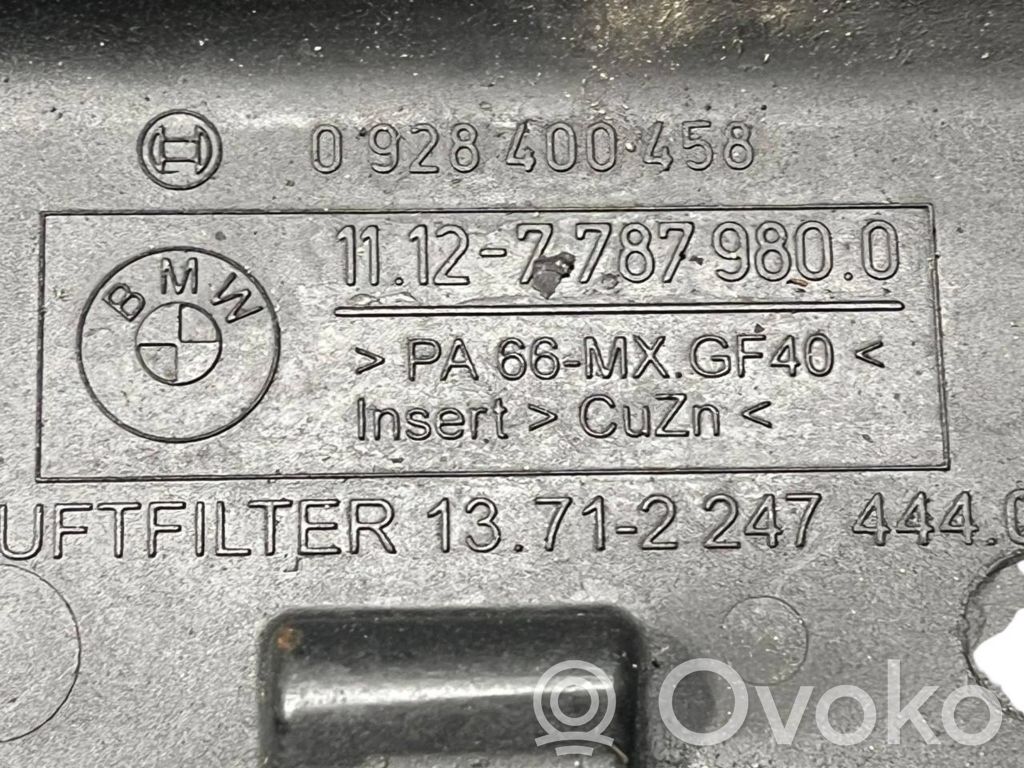 0 928 400 458
BMW
11.12-7 787 980.0
> PA 66-MX.GF40 <
Insert > CuZn <
UFTFILTER 13.71-2 247 444.0
Ovoko